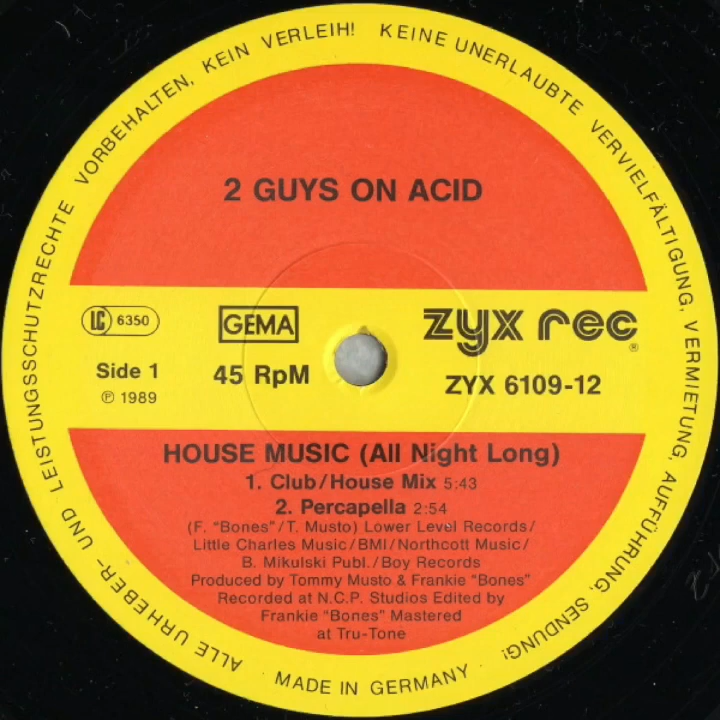 ALLE URHEBER- UND LEISTUNGSSCHUTZRECHTE VORBEHALTEN, KEIN VERLEIH! KEINE UNERLAUBTE VERVIELFÄLTIGUNG, VERMIETUNG, AUFFÜHRUNG, SENDUNG!
2 GUYS ON ACID
LC 6350
GEMA
zyx rec
®
Side 1
45 RpM
ZYX 6109-12
℗ 1989
HOUSE MUSIC (All Night Long)
1. Club/House Mix 5:43
2. Percapella 2:54
(F. "Bones"/T. Musto) Lower Level Records/
Little Charles Music/BMI/Northcott Music/
B. Mikulski Publ./Boy Records
Produced by Tommy Musto & Frankie "Bones"
Recorded at N.C.P. Studios Edited by
Frankie "Bones" Mastered
at Tru-Tone
MADE IN GERMANY